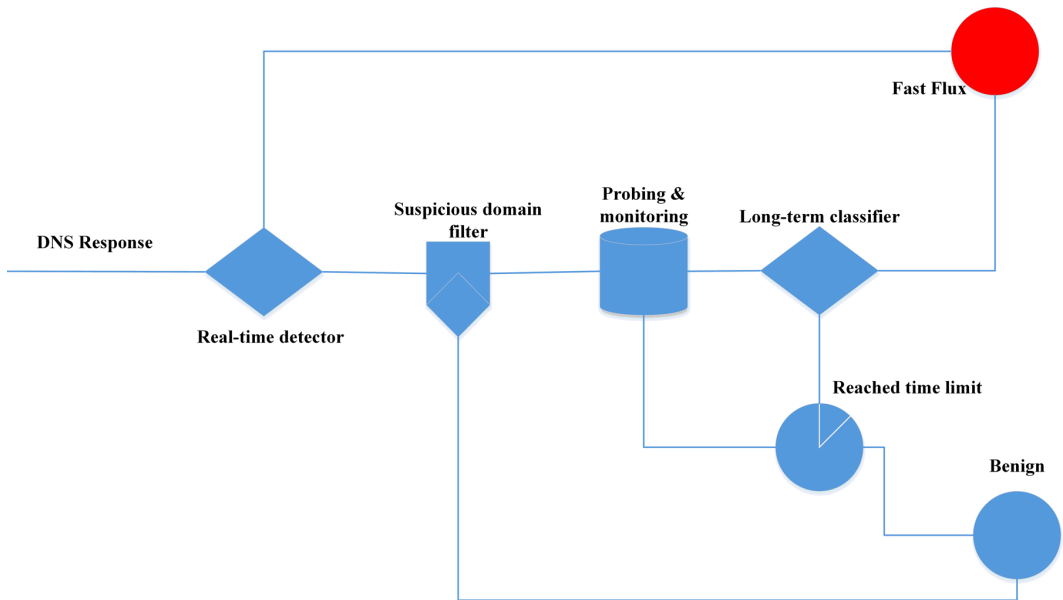 Fast Flux
Probing &
monitoring
Suspicious domain
filter
Long-term classifier
DNS Response
Real-time detector
Reached time limit
Benign